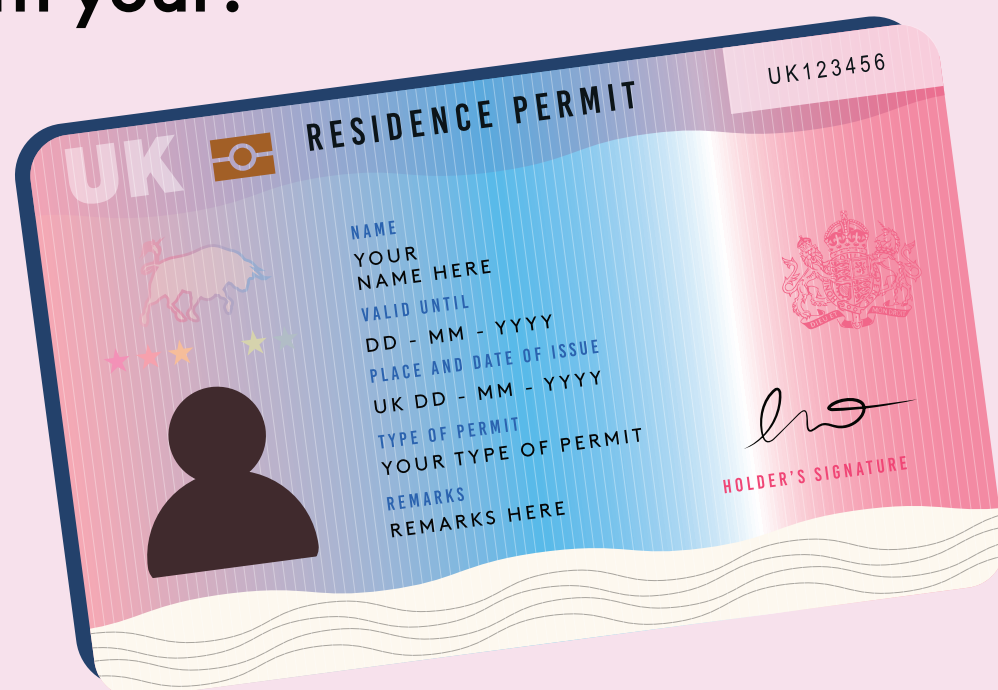 your?
UK RESIDENCE PERMIT UK123456
NAME
YOUR
NAME HERE
VALID UNTIL
DD - MM - YYYY
PLACE AND DATE OF ISSUE
UK DD - MM - YYYY
TYPE OF PERMIT
YOUR TYPE OF PERMIT
REMARKS
REMARKS HERE
HOLDER'S SIGNATURE